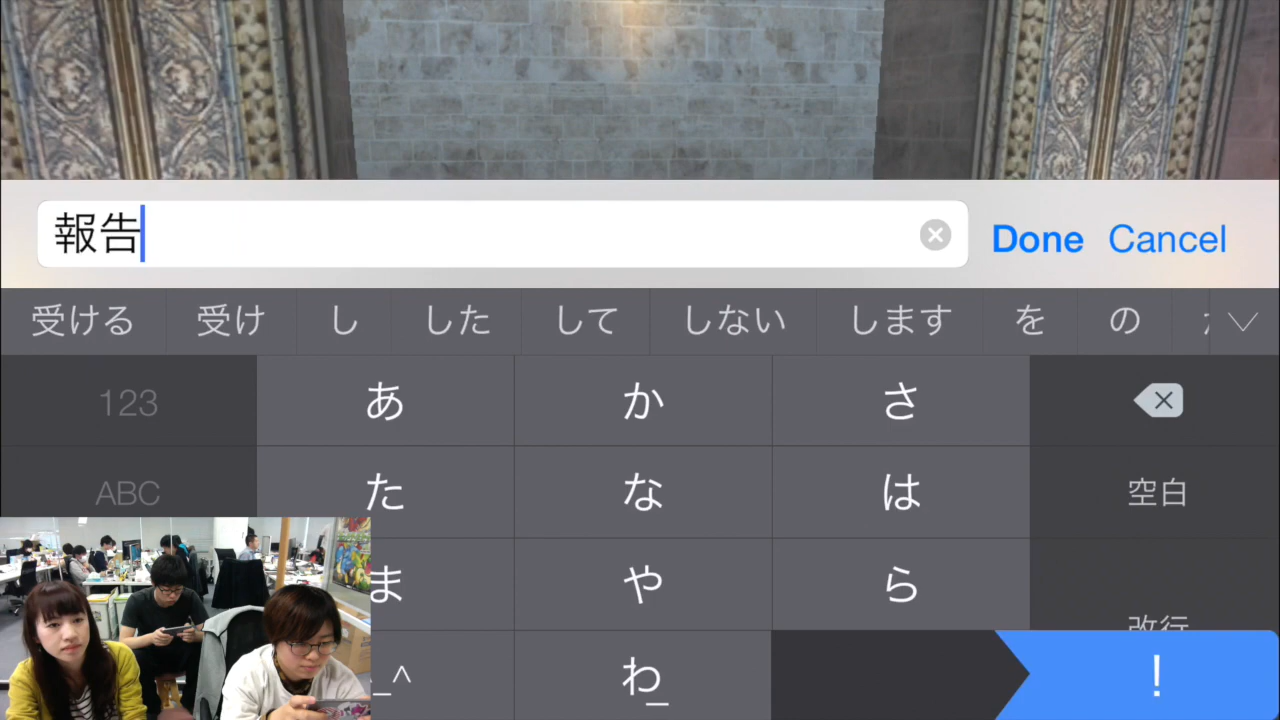 報告
Done Cancel
受ける 受け し した して しない します を の
123 あ か さ
ABC た な は 空白
ま や ら 改行
^_^ わ_ !